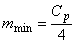 m_min = C_p / 4